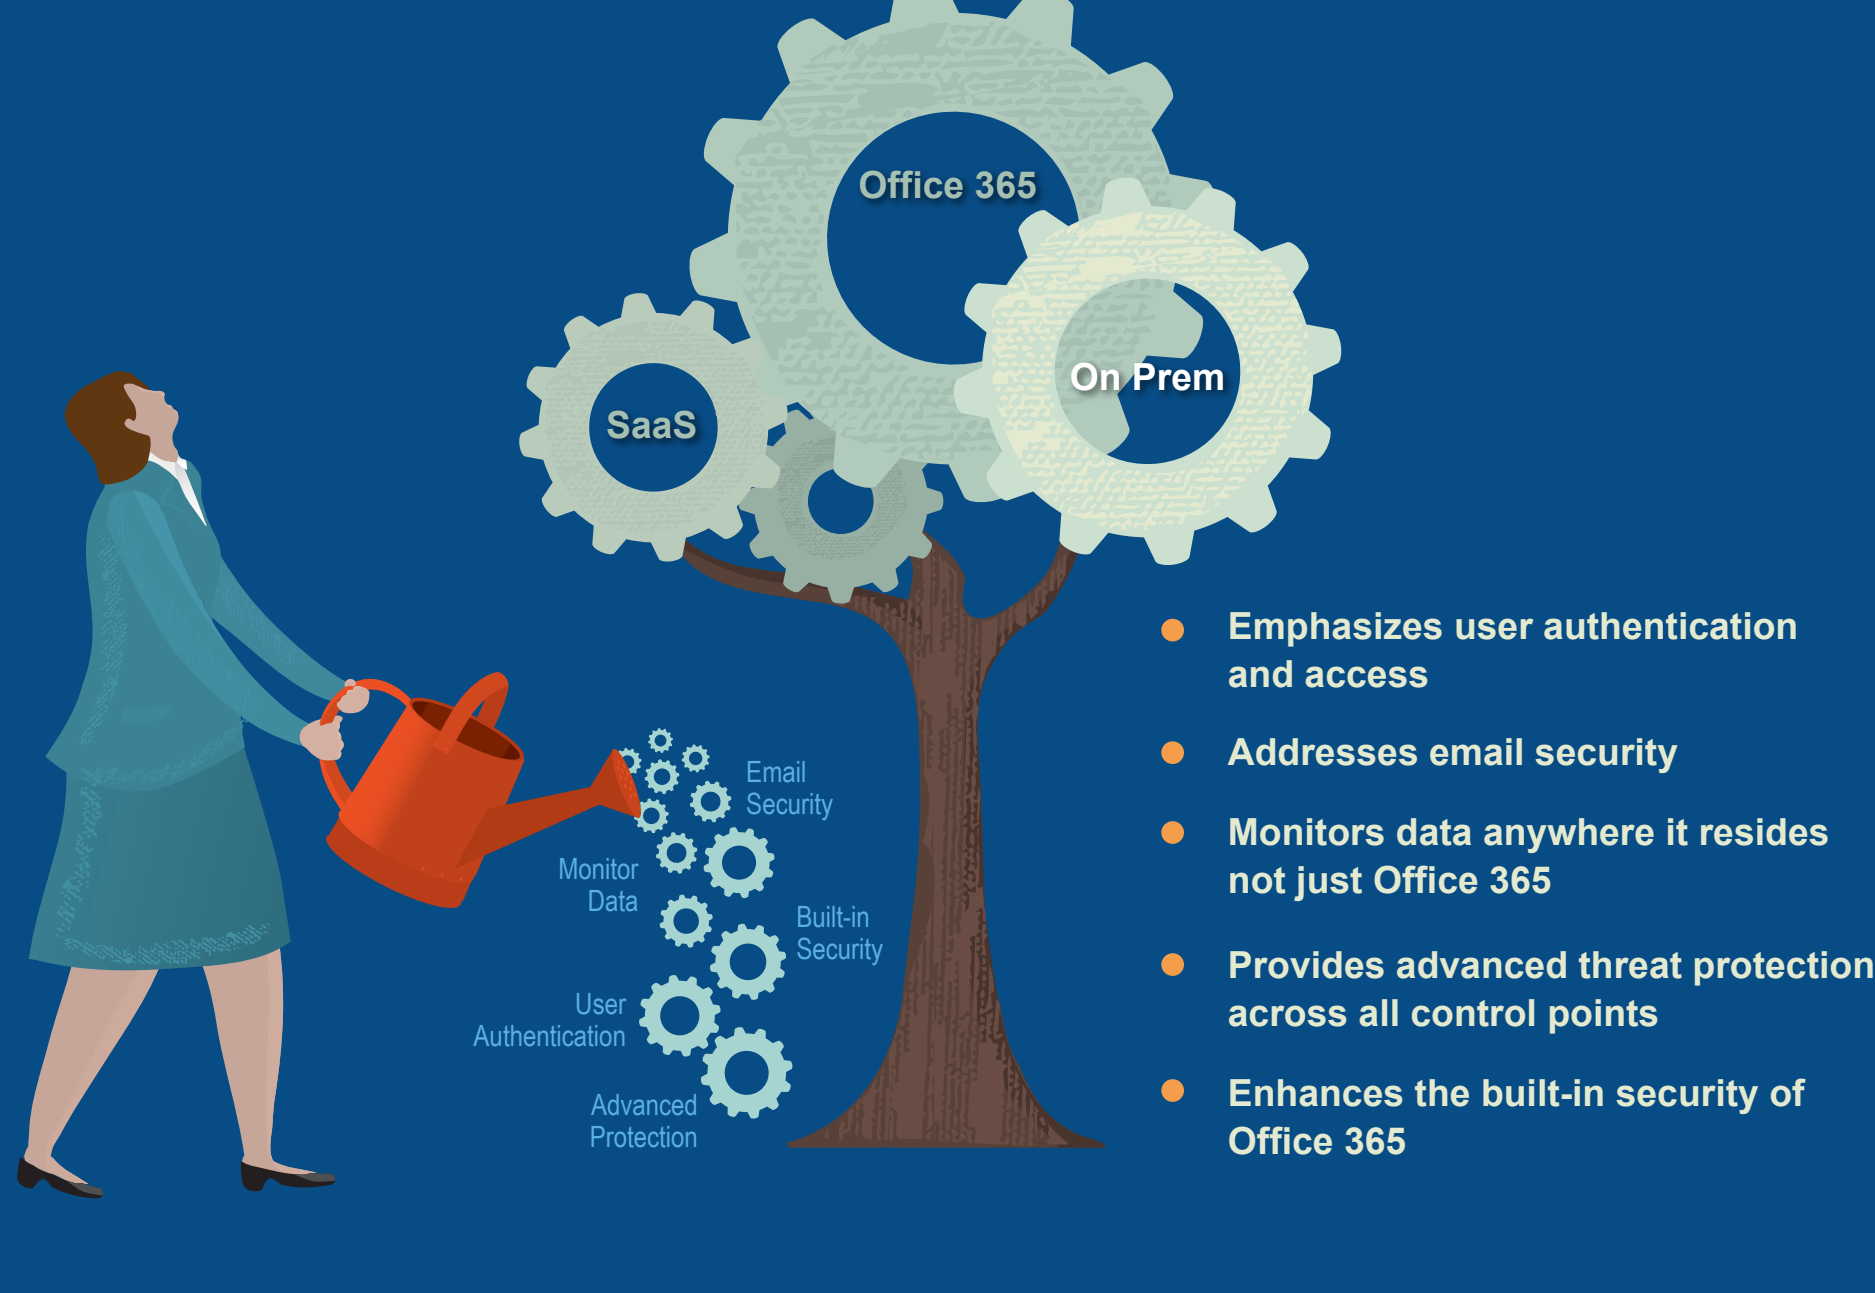 Office 365
On Prem
SaaS
Email
Security
Monitor
Data
Built-in
Security
User
Authentication
Advanced
Protection
Emphasizes user authentication
and access
Addresses email security
Monitors data anywhere it resides
not just Office 365
Provides advanced threat protection
across all control points
Enhances the built-in security of
Office 365